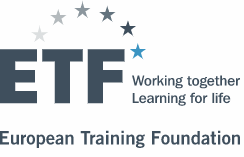 ETF
Working together
Learning for life
European Training Foundation